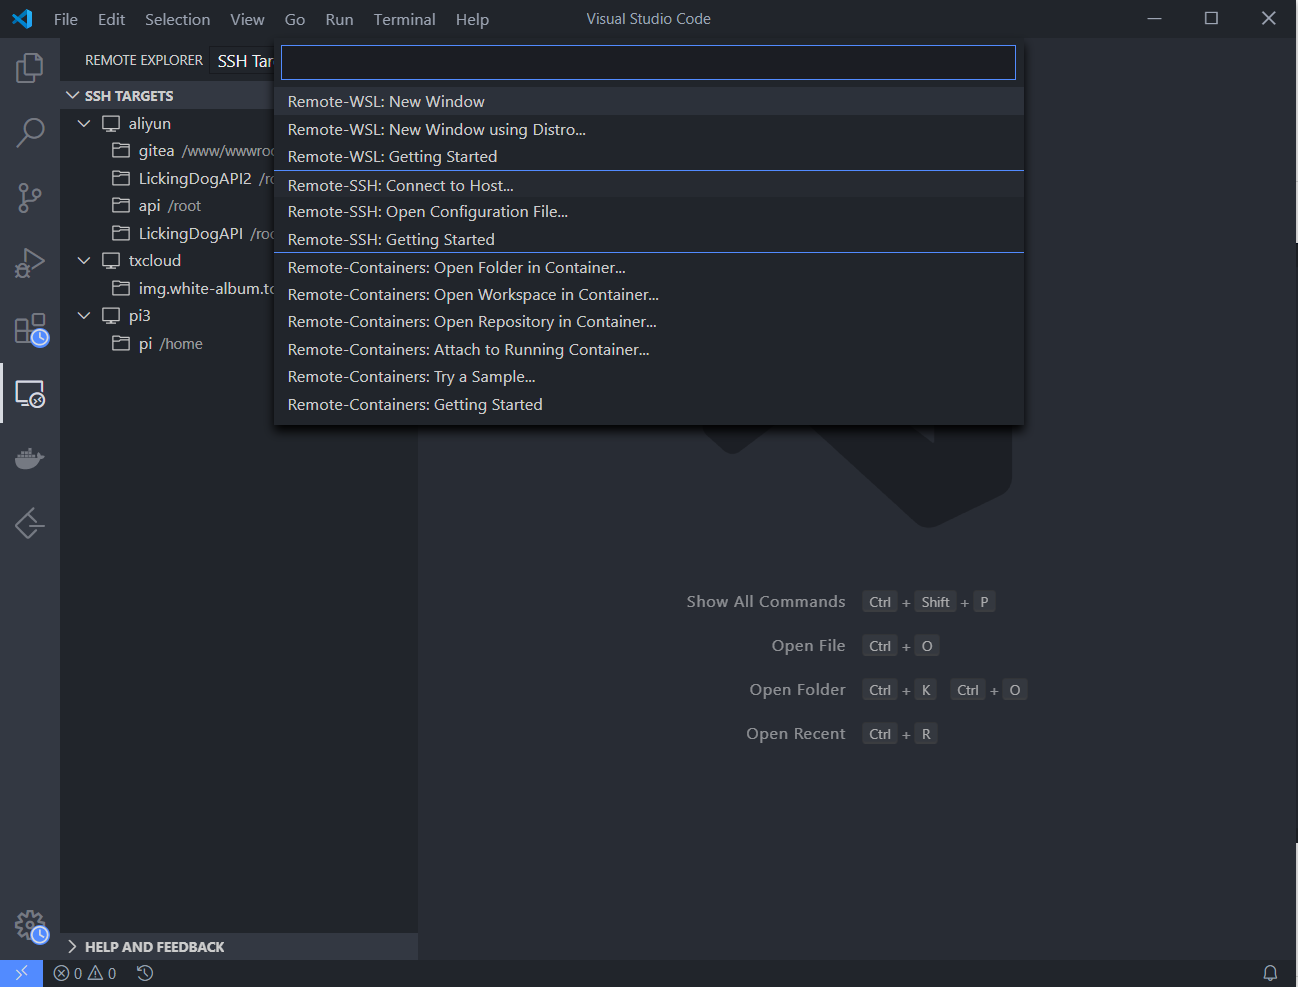 File Edit Selection View Go Run Terminal Help Visual Studio Code
REMOTE EXPLORER SSH Tar
SSH TARGETS
aliyun
gitea /www/wwwroo
LickingDogAPI2 /ro
api /root
LickingDogAPI /roo
txcloud
img.white-album.to
pi3
pi /home
Remote-WSL: New Window
Remote-WSL: New Window using Distro...
Remote-WSL: Getting Started
Remote-SSH: Connect to Host...
Remote-SSH: Open Configuration File...
Remote-SSH: Getting Started
Remote-Containers: Open Folder in Container...
Remote-Containers: Open Workspace in Container...
Remote-Containers: Open Repository in Container...
Remote-Containers: Attach to Running Container...
Remote-Containers: Try a Sample...
Remote-Containers: Getting Started
Show All Commands Ctrl + Shift + P
Open File Ctrl + O
Open Folder Ctrl + K Ctrl + O
Open Recent Ctrl + R
HELP AND FEEDBACK
0 0